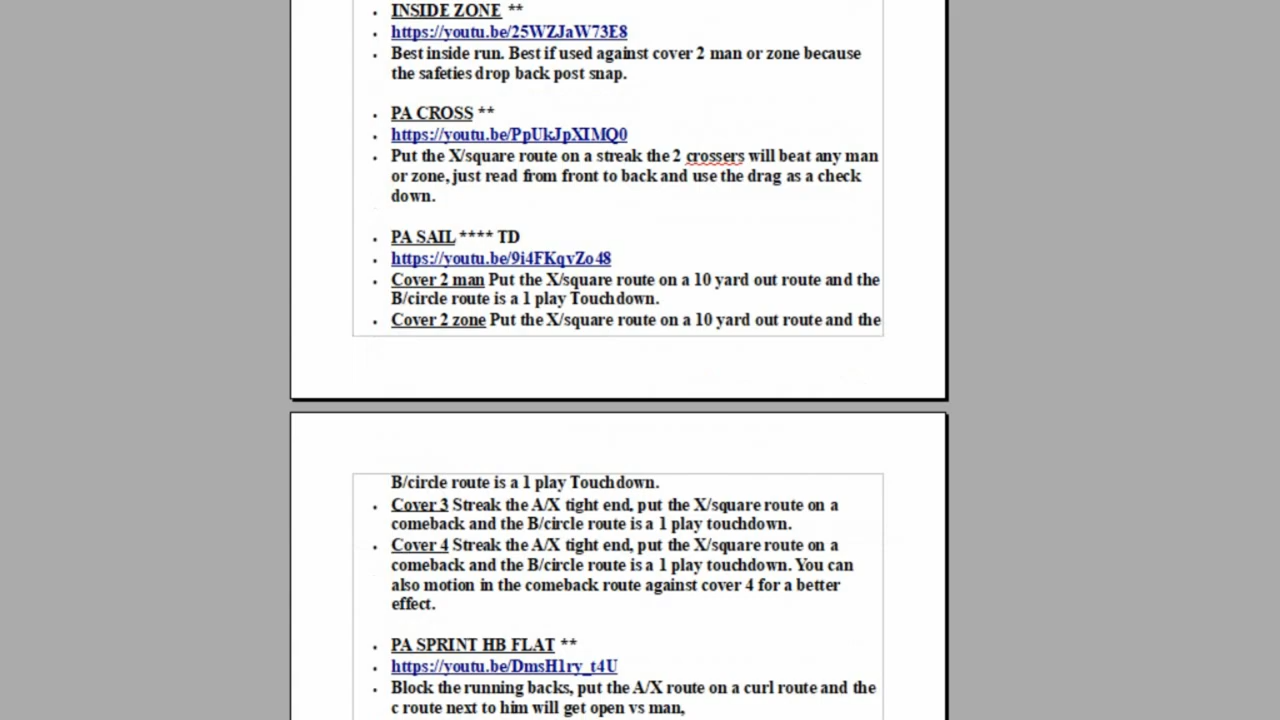 INSIDE ZONE **
https://youtu.be/25WZJaW73E8
Best inside run. Best if used against cover 2 man or zone because
the safeties drop back post snap.
PA CROSS **
https://youtu.be/PpUkJpXIMQ0
Put the X/square route on a streak the 2 crossers will beat any man
or zone, just read from front to back and use the drag as a check
down.
PA SAIL **** TD
https://youtu.be/9i4FKqvZo48
Cover 2 man Put the X/square route on a 10 yard out route and the
B/circle route is a 1 play Touchdown.
Cover 2 zone Put the X/square route on a 10 yard out route and the
B/circle route is a 1 play Touchdown.
Cover 3 Streak the A/X tight end, put the X/square route on a
comeback and the B/circle route is a 1 play touchdown.
Cover 4 Streak the A/X tight end, put the X/square route on a
comeback and the B/circle route is a 1 play touchdown. You can
also motion in the comeback route against cover 4 for a better
effect.
PA SPRINT HB FLAT **
https://youtu.be/DmsH1ry_t4U
Block the running backs, put the A/X route on a curl route and the
c route next to him will get open vs man,